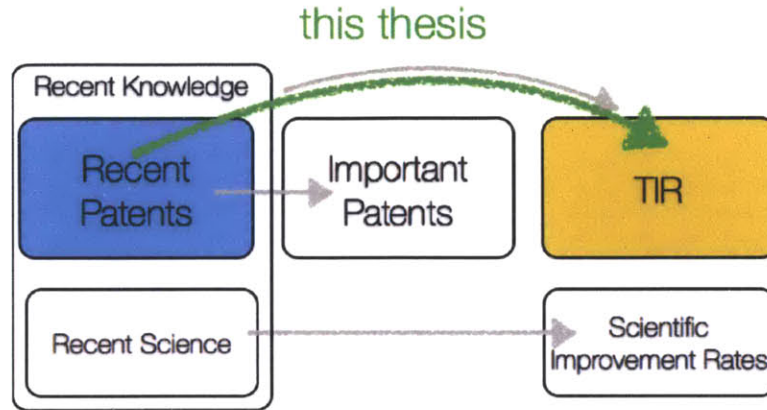 this thesis
Recent Knowledge
Recent
Patents
Important
Patents
TIR
Recent Science
Scientific
Improvement Rates